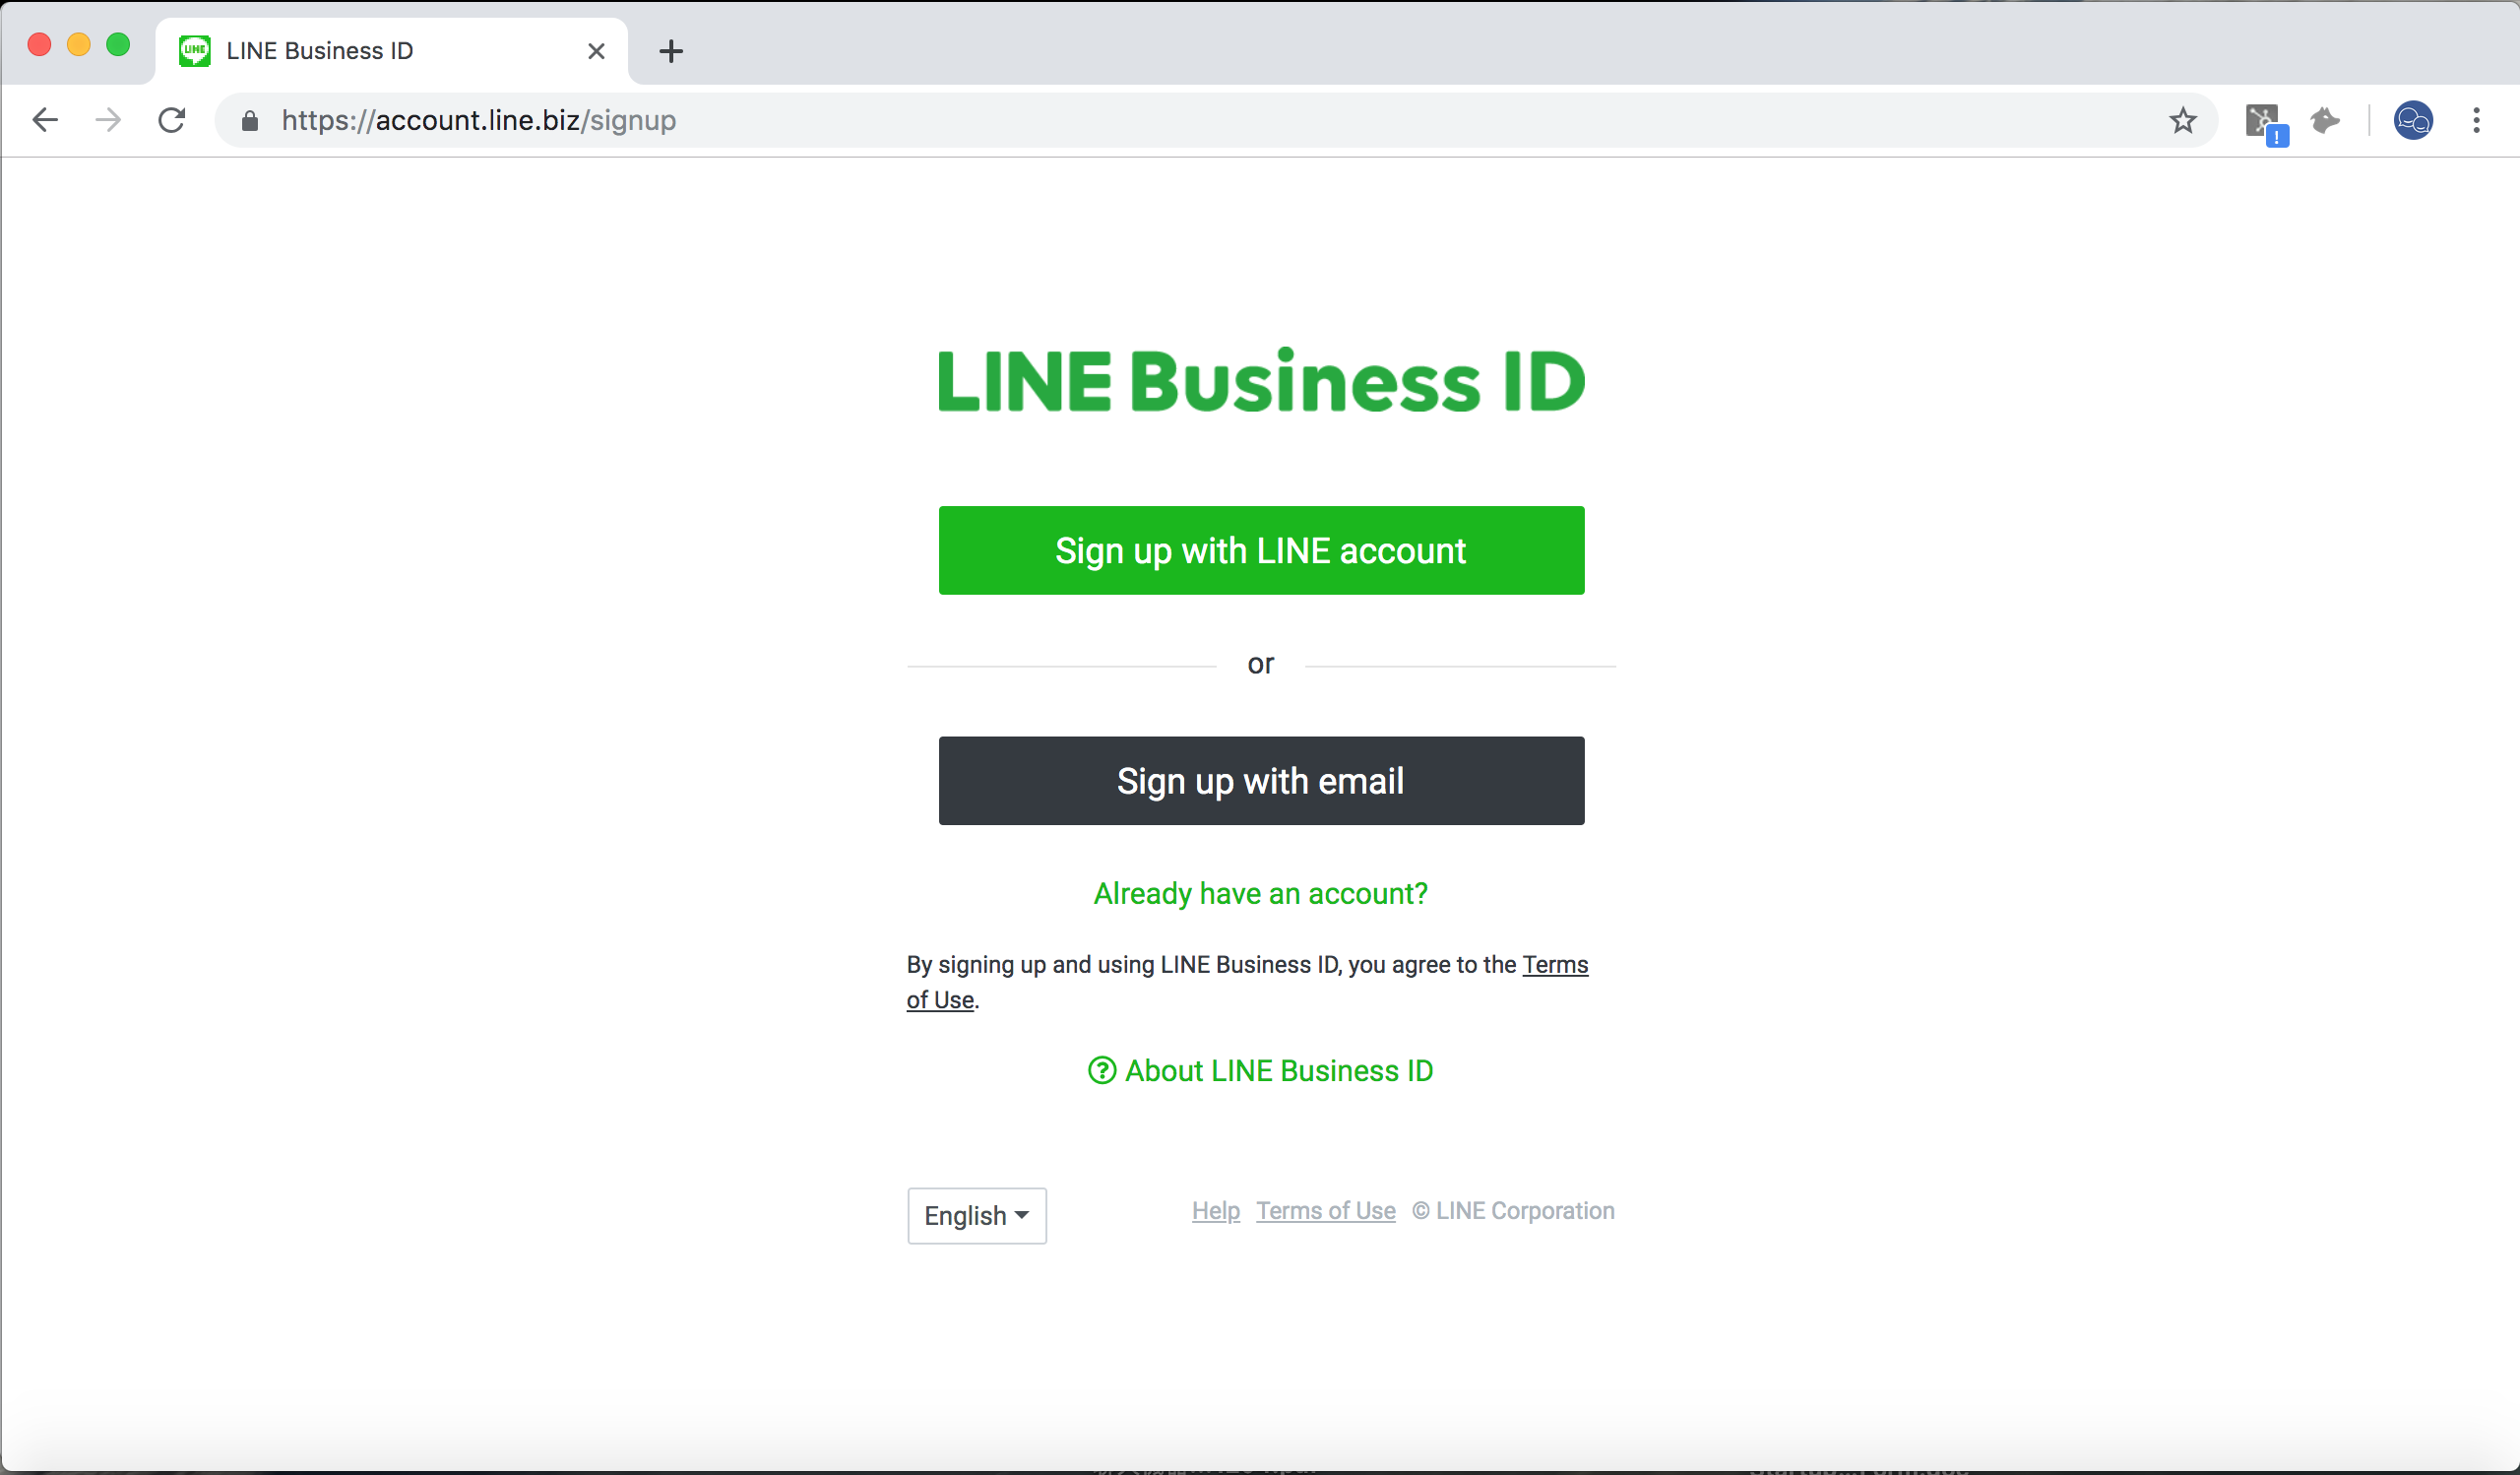 LINE
LINE Business ID
https://account.line.biz/signup
!
LINE Business ID
Sign up with LINE account
or
Sign up with email
Already have an account?
By signing up and using LINE Business ID, you agree to the Terms
of Use.
? About LINE Business ID
English
Help Terms of Use © LINE Corporation